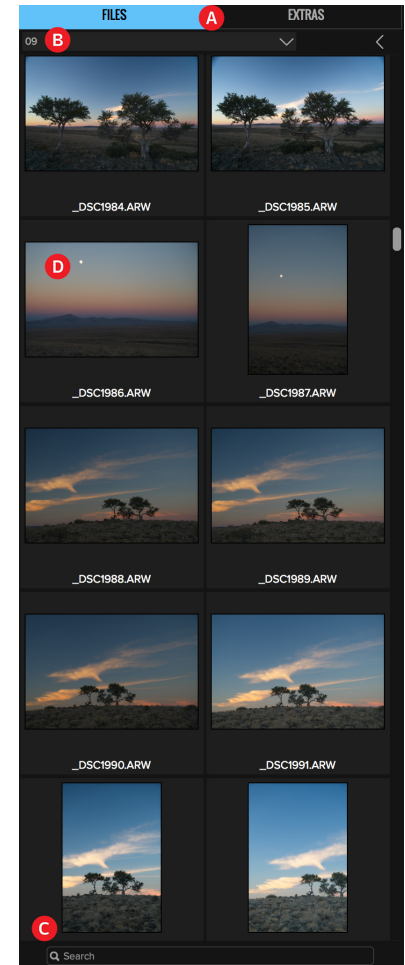 FILES A EXTRAS
09 B
_DSC1984.ARW _DSC1985.ARW
D
_DSC1986.ARW _DSC1987.ARW
_DSC1988.ARW _DSC1989.ARW
_DSC1990.ARW _DSC1991.ARW
C
Search